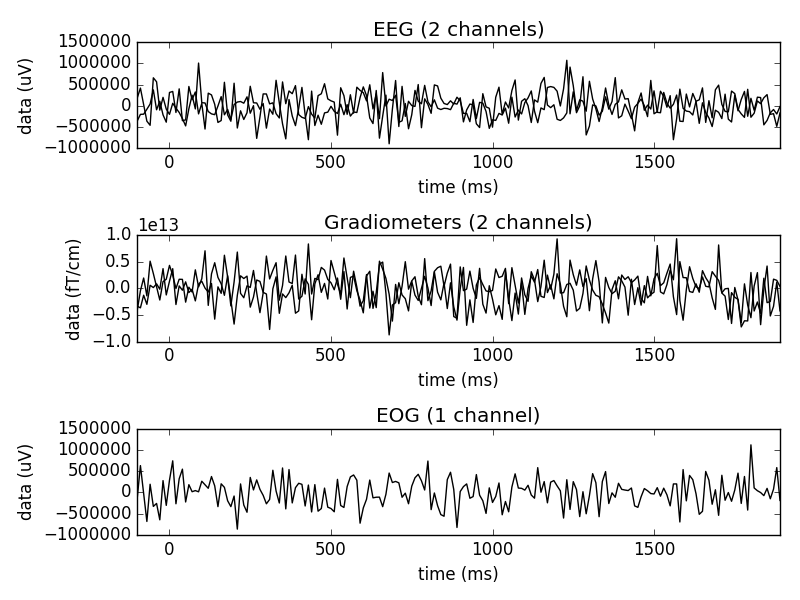 EEG (2 channels)
1500000
1000000
500000
0
−500000
−1000000
data (uV)
0 500 1000 1500
time (ms)
Gradiometers (2 channels)
1e13
1.0
0.5
0.0
−0.5
−1.0
data (fT/cm)
0 500 1000 1500
time (ms)
EOG (1 channel)
1500000
1000000
500000
0
−500000
−1000000
data (uV)
0 500 1000 1500
time (ms)